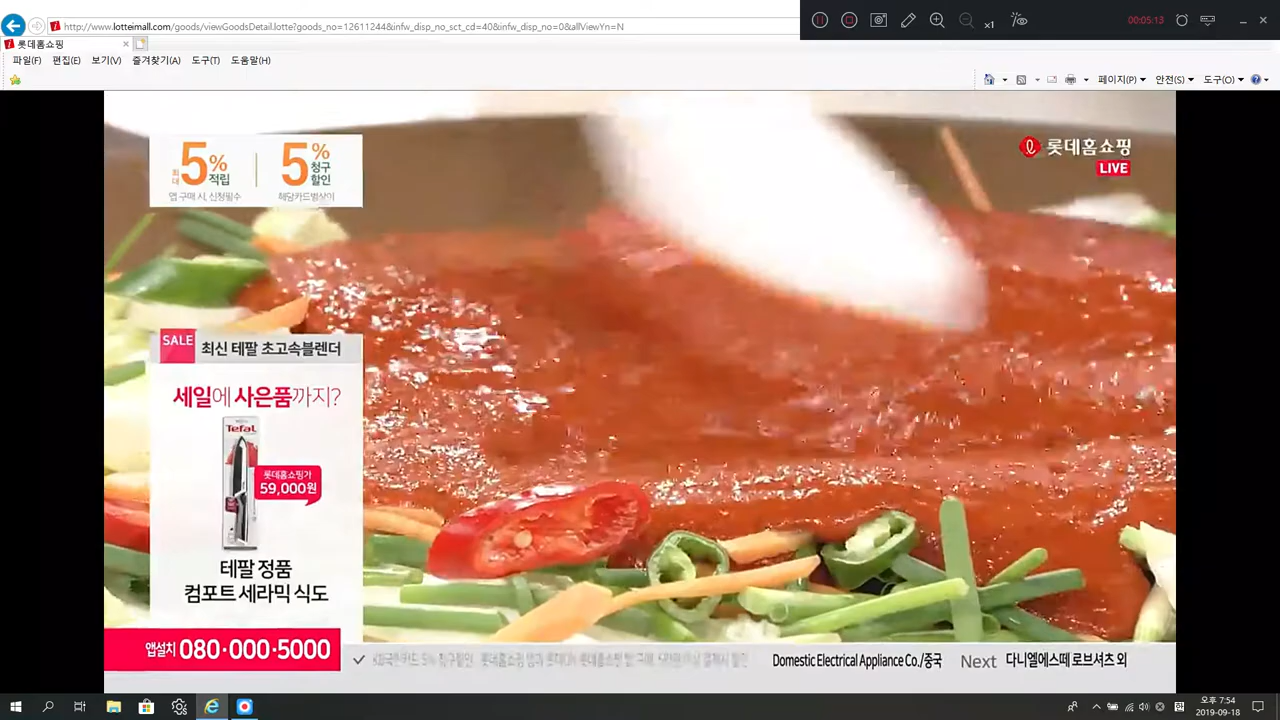 http://www.lotteimall.com/goods/viewGoodsDetail.lotte?goods_no=12611244&infw_disp_no_sct_cd=40&infw_disp_no=0&allViewYn=N
x1
00:05:13
롯데홈쇼핑
파일(F) 편집(E) 보기(V) 즐겨찾기(A) 도구(T) 도움말(H)
페이지(P) 안전(S) 도구(O)
최대 5% 적립
앱 구매 시, 신청필수
5% 청구할인
해당카드별상이
롯데홈쇼핑
LIVE
SALE 최신 테팔 초고속블렌더
세일에 사은품까지?
Tefal
롯데홈쇼핑가
59,000원
테팔 정품
컴포트 세라믹 식도
앱설치 080·000·5000
Domestic Electrical Appliance Co./중국 Next 다니엘에스떼 로브셔츠 외
오후 7:54
2019-09-18